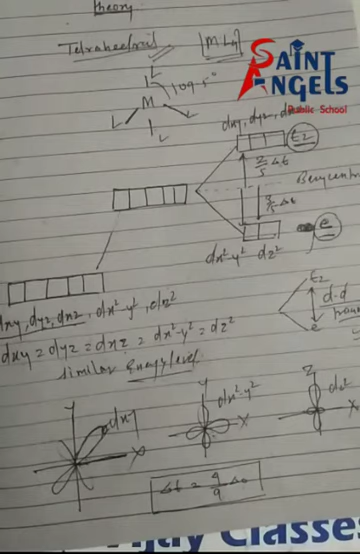 Theory
Tetrahedral [ML4]
SAINT
ANGELS
Public School
L
109.5°
M
L L L
dxy, dyz, dxz
t2
2/5 Δt
Barycentre
3/5 Δt
e
dx²-y² dz²
dxy, dyz, dxz, dx²-y², dz²
dxy = dyz = dxz = dx²-y² = dz²
similar energy level
t2
d-d
e
Y dxy X
Y dx²-y² X
Z dz² X
Δt = 4/9 Δo
Classes